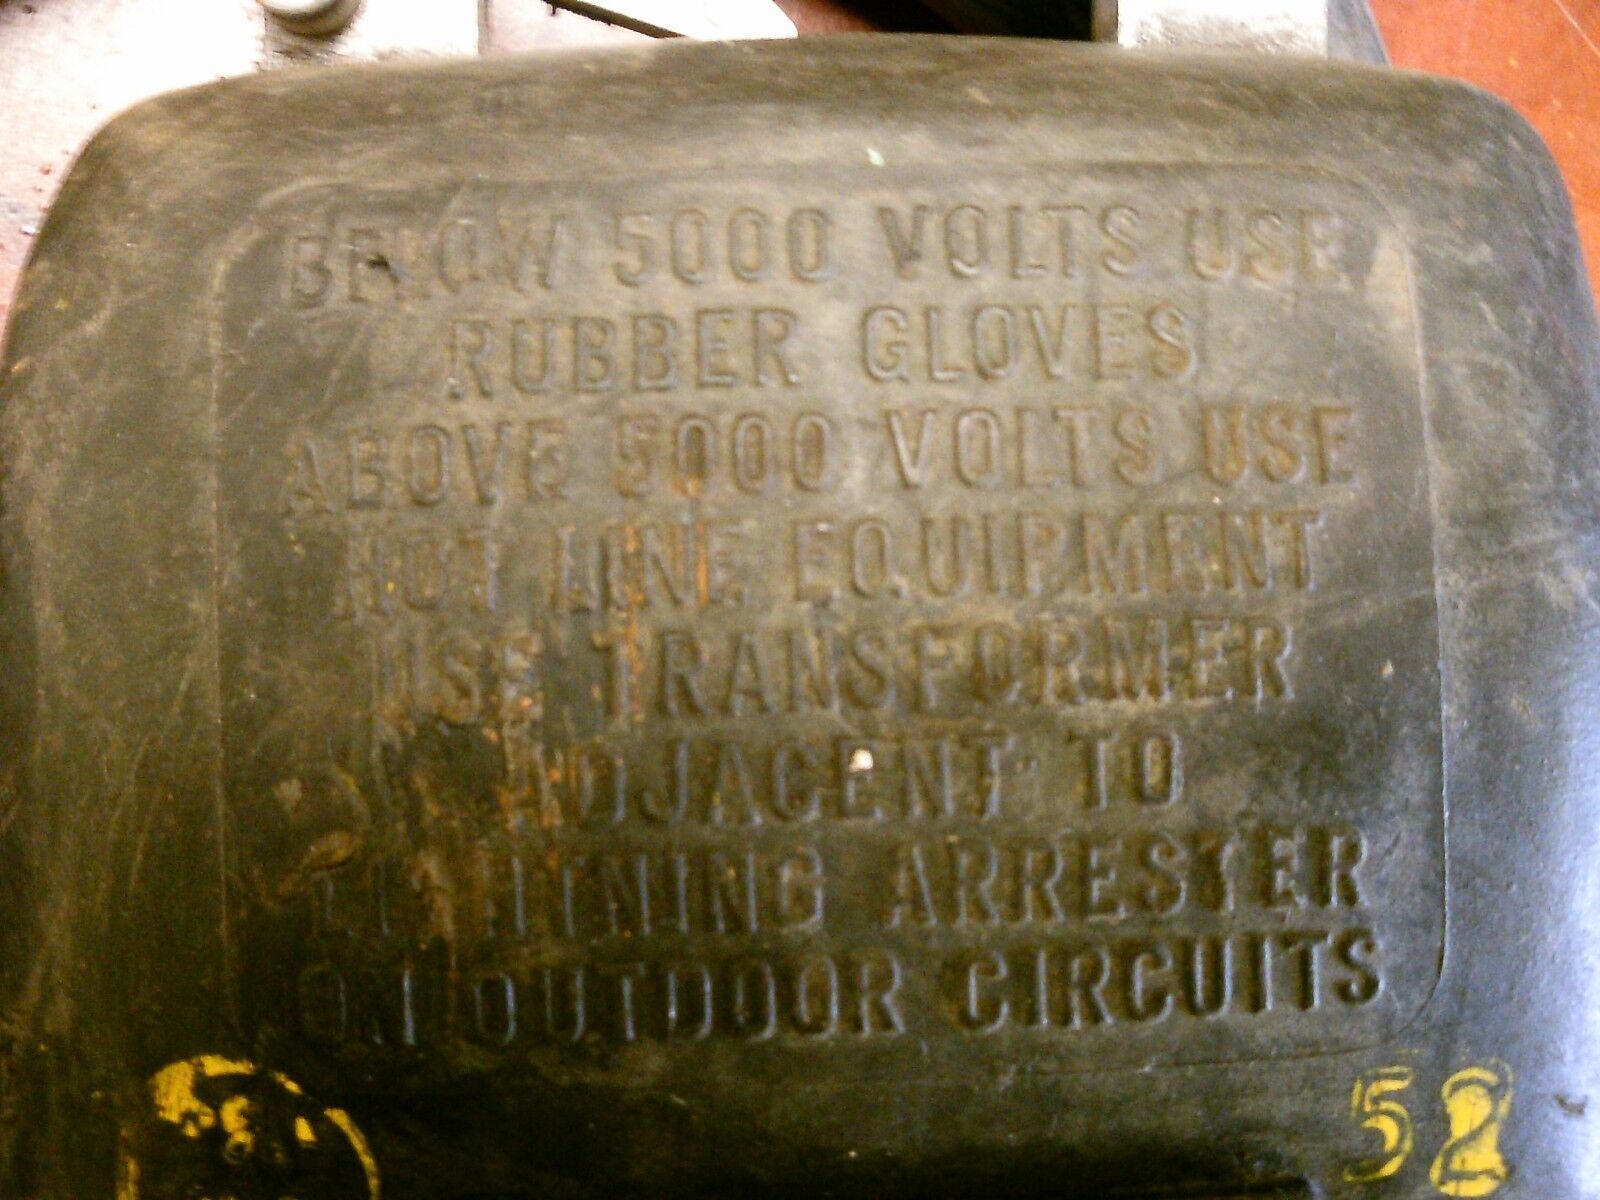 BELOW 5000 VOLTS USE
RUBBER GLOVES
ABOVE 5000 VOLTS USE
HOT LINE EQUIPMENT
USE TRANSFORMER
ADJACENT TO
LIGHTNING ARRESTER
ON OUTDOOR CIRCUITS
52